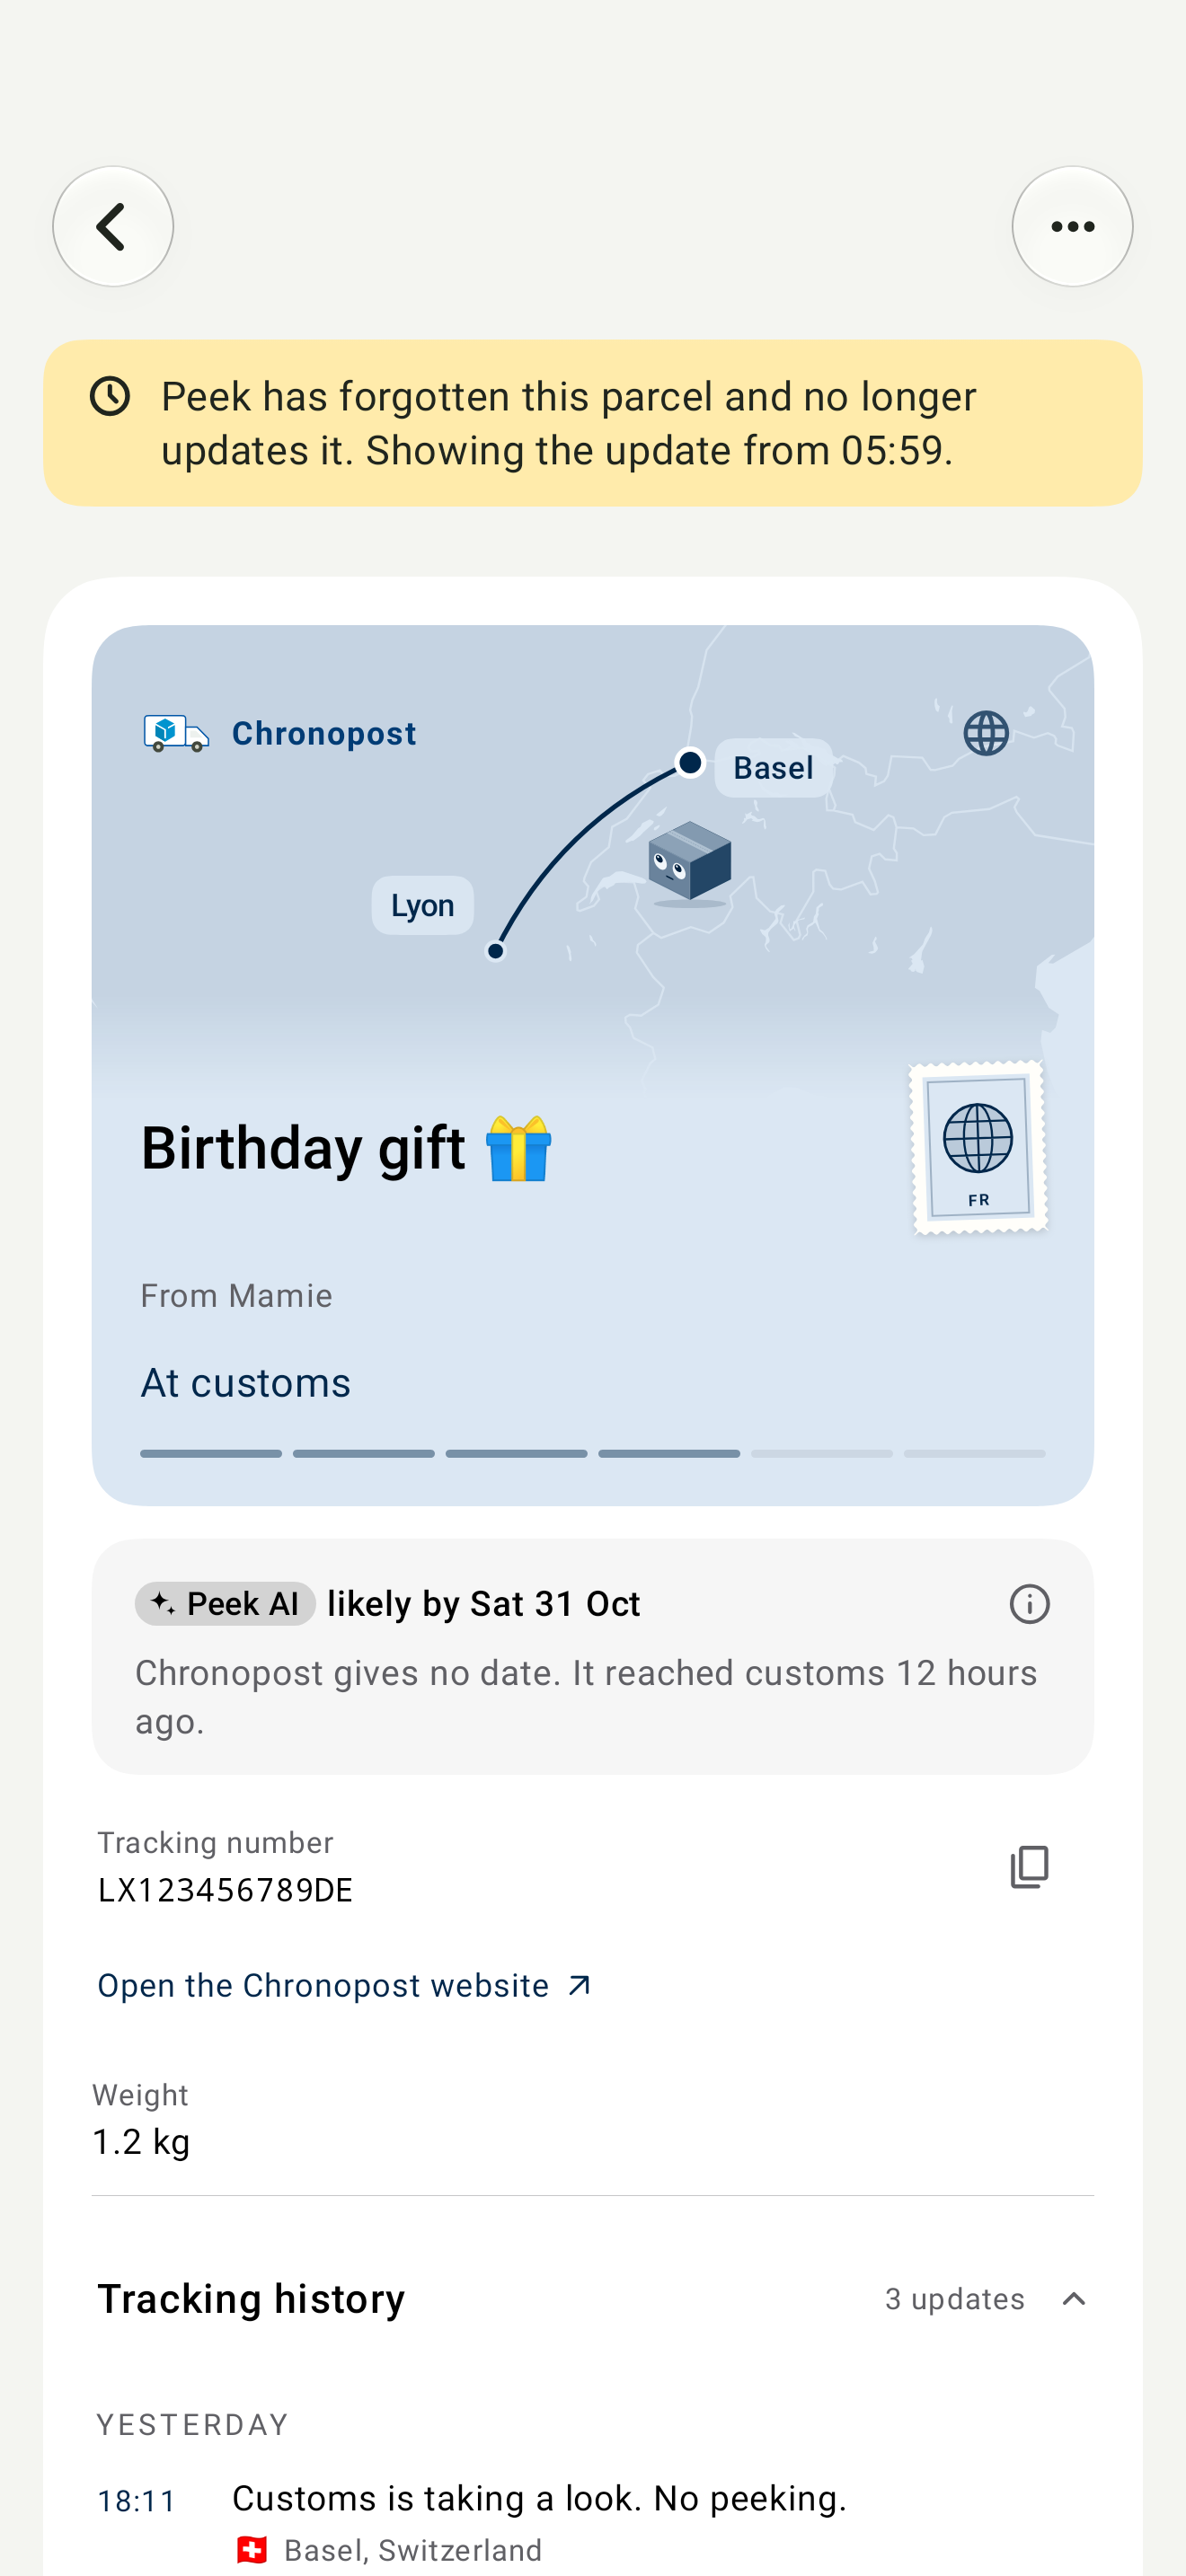 Peek has forgotten this parcel and no longer
updates it. Showing the update from 05:59.
Chronopost
Basel
Lyon
Birthday gift 🎁
FR
From Mamie
At customs
Peek AI likely by Sat 31 Oct
Chronopost gives no date. It reached customs 12 hours
ago.
Tracking number
LX123456789DE
Open the Chronopost website
Weight
1.2 kg
Tracking history
3 updates
YESTERDAY
18:11 Customs is taking a look. No peeking.
🇨🇭 Basel, Switzerland